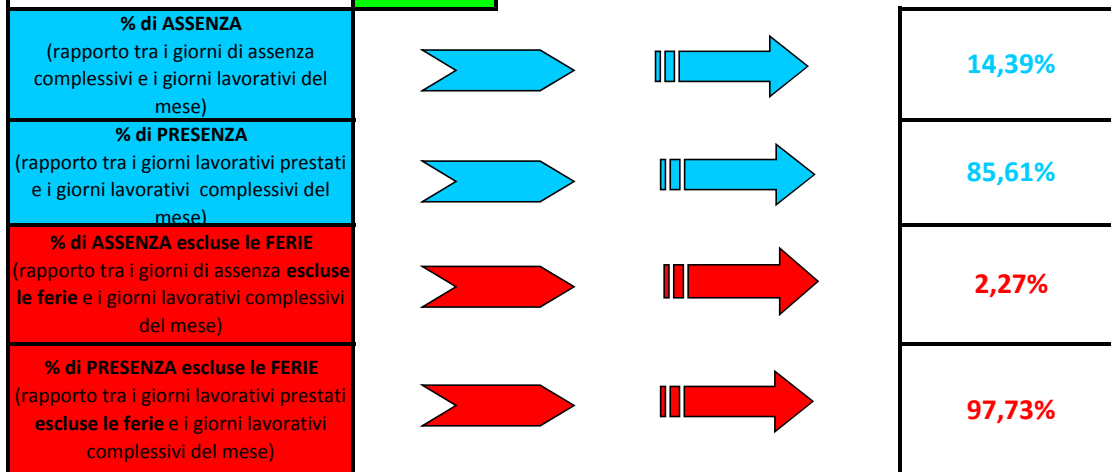 % di ASSENZA
(rapporto tra i giorni di assenza
complessivi e i giorni lavorativi del
mese)
14,39%
% di PRESENZA
(rapporto tra i giorni lavorativi prestati
e i giorni lavorativi complessivi del
mese)
85,61%
% di ASSENZA escluse le FERIE
(rapporto tra i giorni di assenza escluse
le ferie e i giorni lavorativi complessivi
del mese)
2,27%
% di PRESENZA escluse le FERIE
(rapporto tra i giorni lavorativi prestati
escluse le ferie e i giorni lavorativi
complessivi del mese)
97,73%